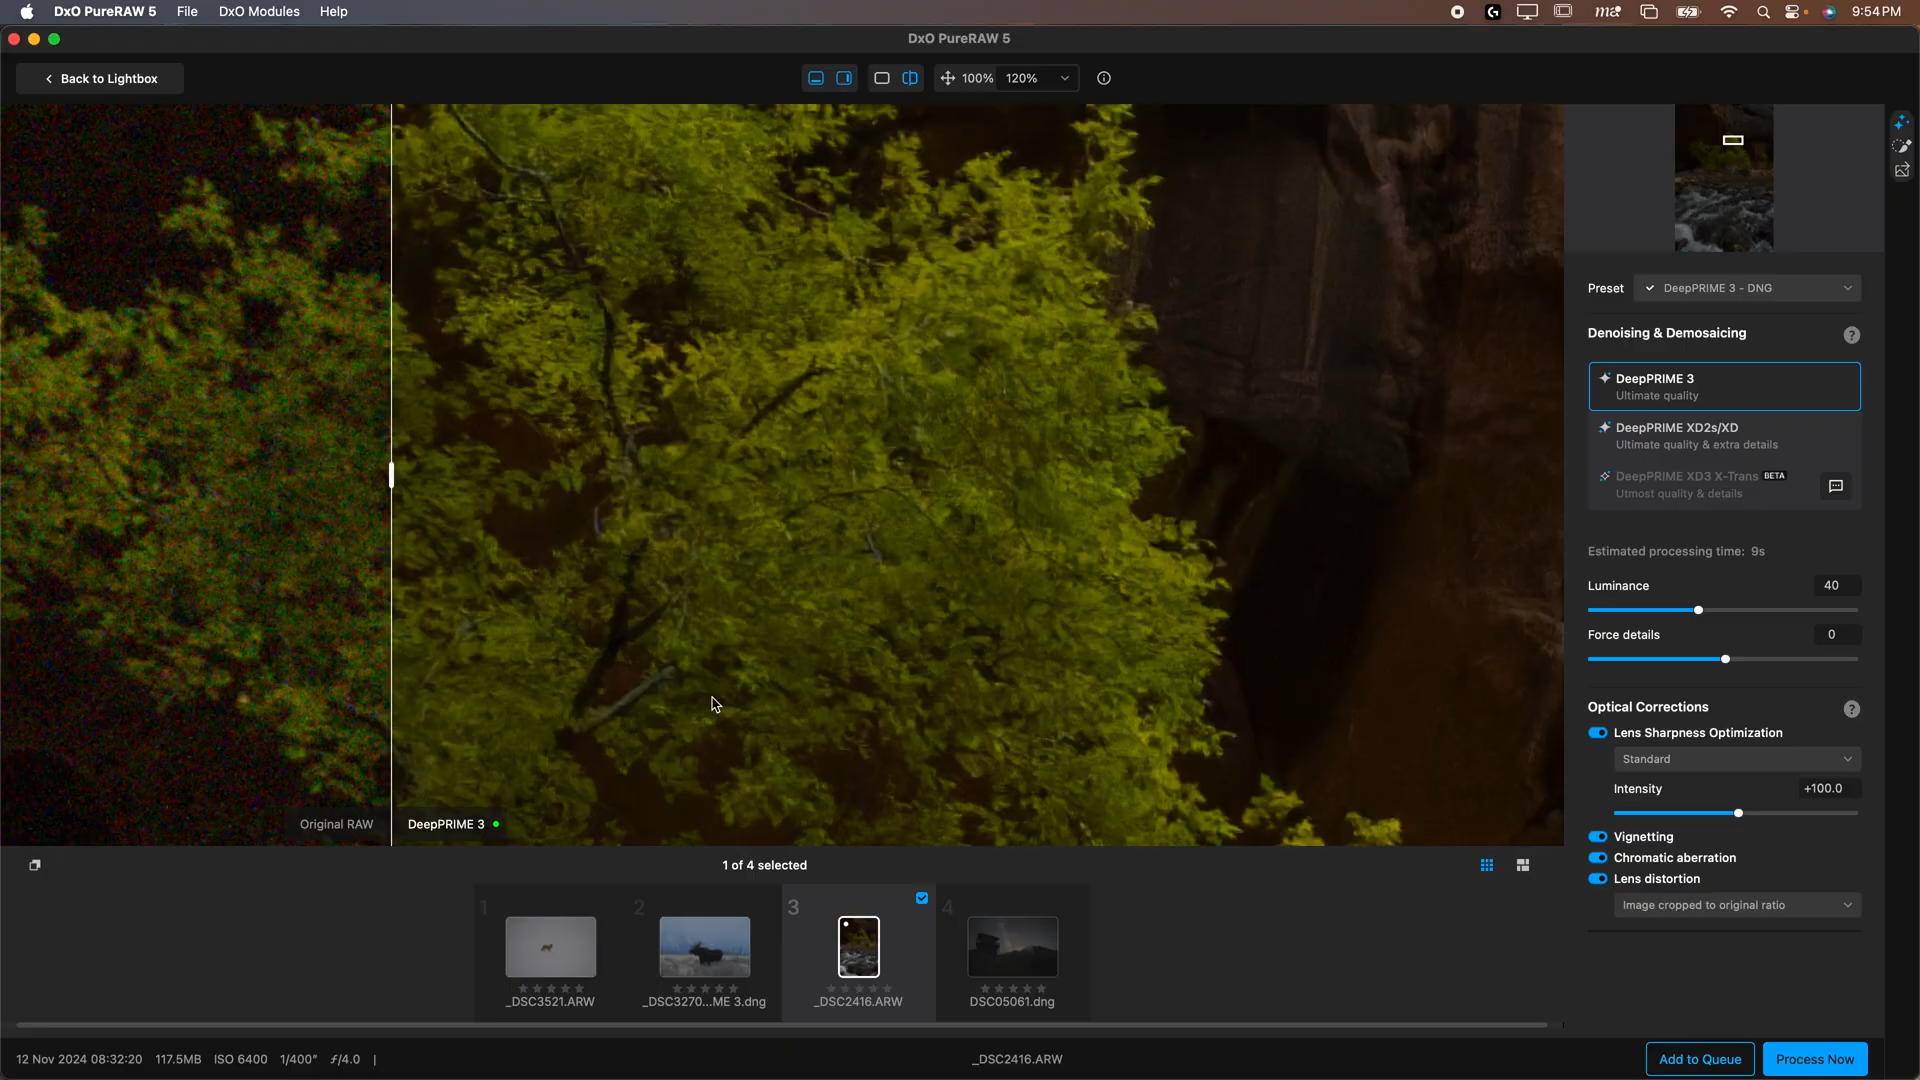 DxO PureRAW 5 File DxO Modules Help 9:54 PM
DxO PureRAW 5
Back to Lightbox 100% 120%
Preset DeepPRIME 3 - DNG
Denoising & Demosaicing ?
DeepPRIME 3
Ultimate quality
DeepPRIME XD2s/XD
Ultimate quality & extra details
DeepPRIME XD3 X-Trans BETA
Utmost quality & details
Estimated processing time: 9s
Luminance 40
Force details 0
Optical Corrections ?
Lens Sharpness Optimization
Standard
Intensity +100.0
Vignetting
Chromatic aberration
Lens distortion
Image cropped to original ratio
Original RAW DeepPRIME 3
1 of 4 selected
1 2 3 4
_DSC3521.ARW _DSC3270...ME 3.dng _DSC2416.ARW DSC05061.dng
12 Nov 2024 08:32:20 117.5MB ISO 6400 1/400" ƒ/4.0 | _DSC2416.ARW Add to Queue Process Now